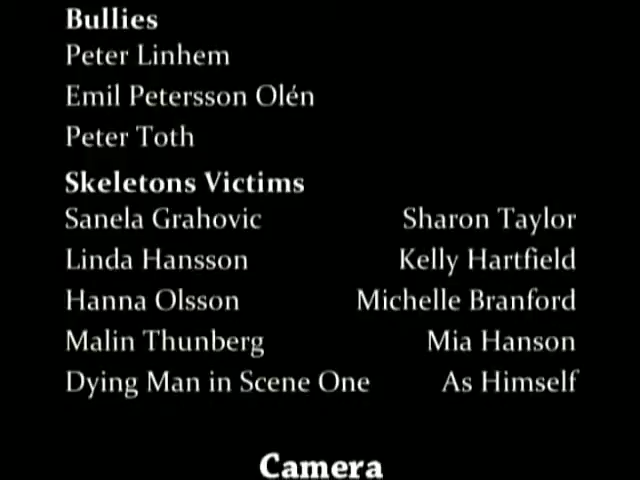 Bullies
Peter Linhem
Emil Petersson Olén
Peter Toth
Skeletons Victims
Sanela Grahovic Sharon Taylor
Linda Hansson Kelly Hartfield
Hanna Olsson Michelle Branford
Malin Thunberg Mia Hanson
Dying Man in Scene One As Himself
Camera